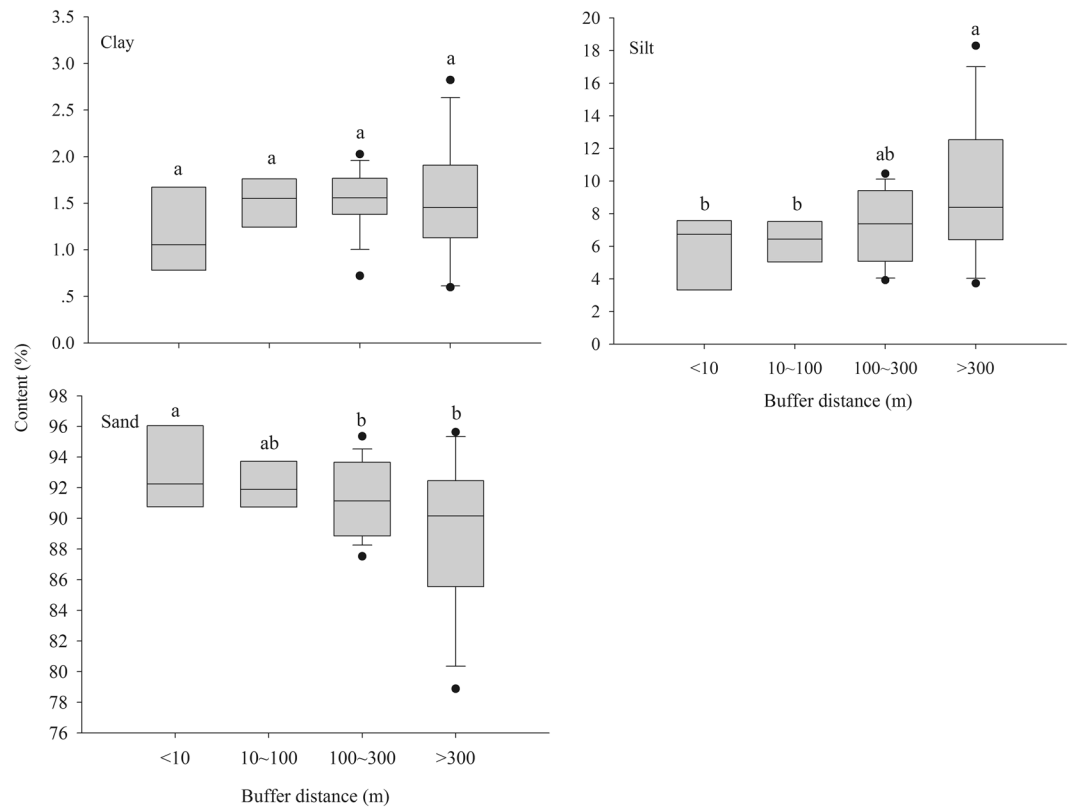 3.5
3.0
2.5
2.0
1.5
1.0
.5
0.0
Clay
a
a
a
a
20
18
16
14
12
10
8
6
4
2
0
Silt
b
b
ab
a
<10
10~100
100~300
>300
Buffer distance (m)
Content (%)
98
96
94
92
90
88
86
84
82
80
78
76
Sand
a
ab
b
b
<10
10~100
100~300
>300
Buffer distance (m)